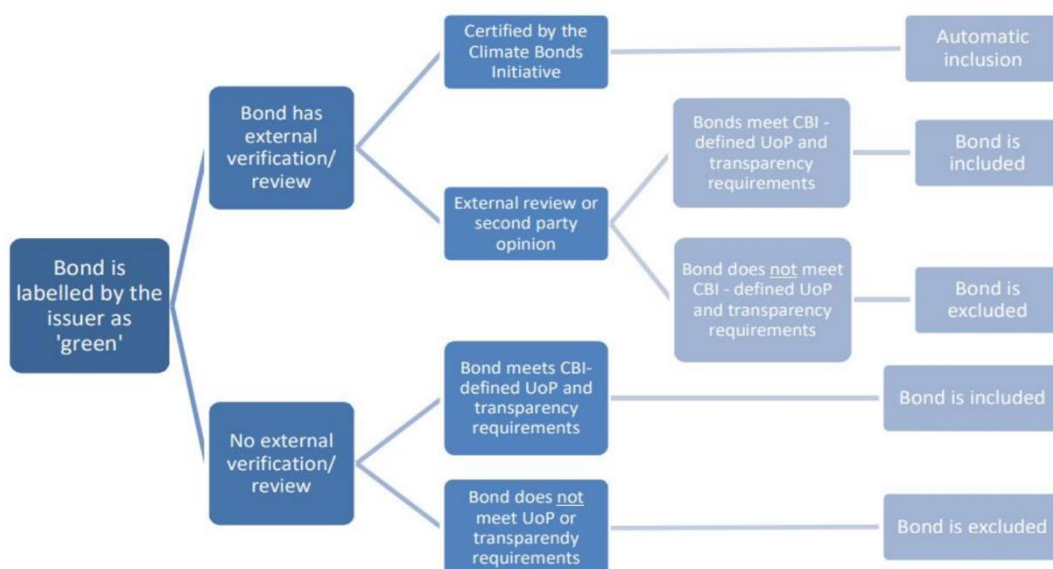 Bond is
labelled by the
issuer as
'green'
Bond has
external
verification/
review
Certified by the
Climate Bonds
Initiative
Automatic
inclusion
External review or
second party
opinion
Bonds meet CBI -
defined UoP and
transparency
requirements
Bond is
included
Bond does not meet
CBI - defined UoP
and transparency
requirements
Bond is
excluded
No external
verification/
review
Bond meets CBI-
defined UoP and
transparency
requirements
Bond is included
Bond does not
meet UoP or
transparendy
requirements
Bond is excluded